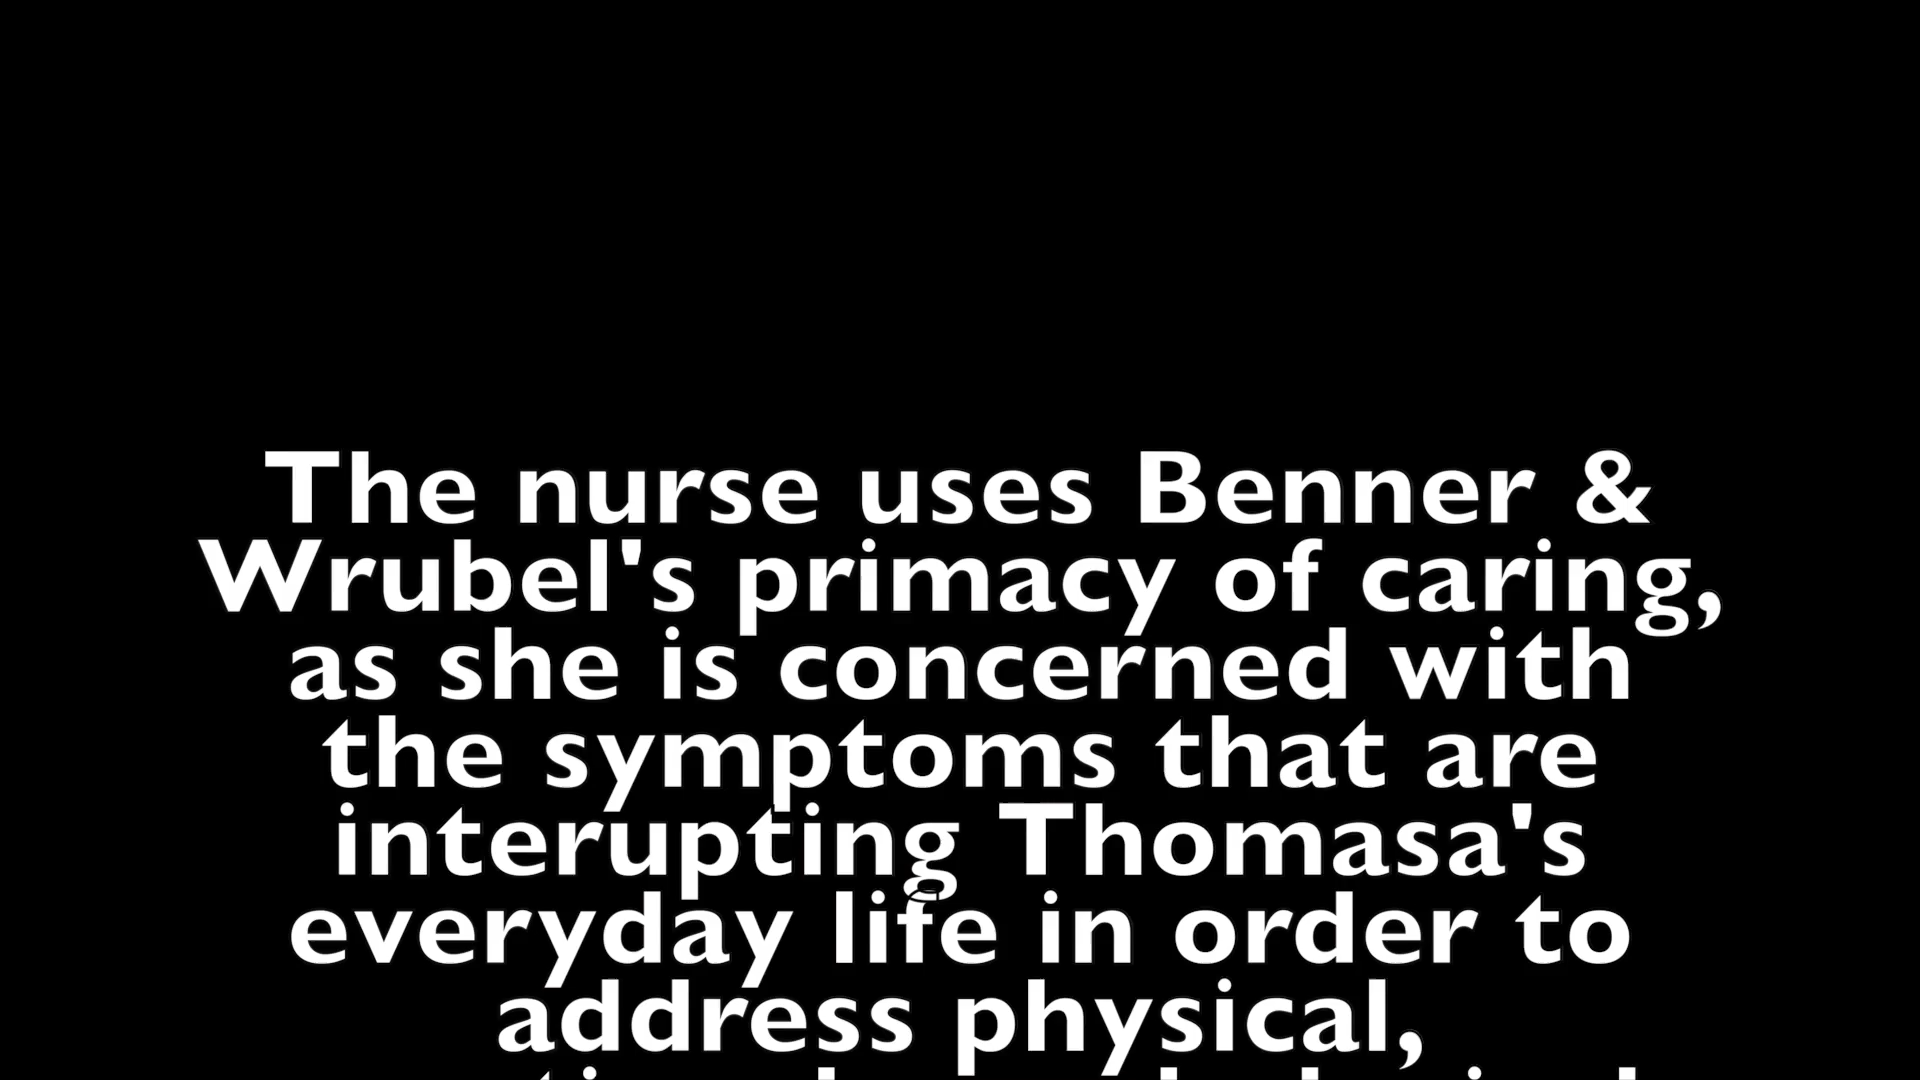 The nurse uses Benner &
Wrubel's primacy of caring,
as she is concerned with
the symptoms that are
interupting Thomasa's
everyday life in order to
address physical,